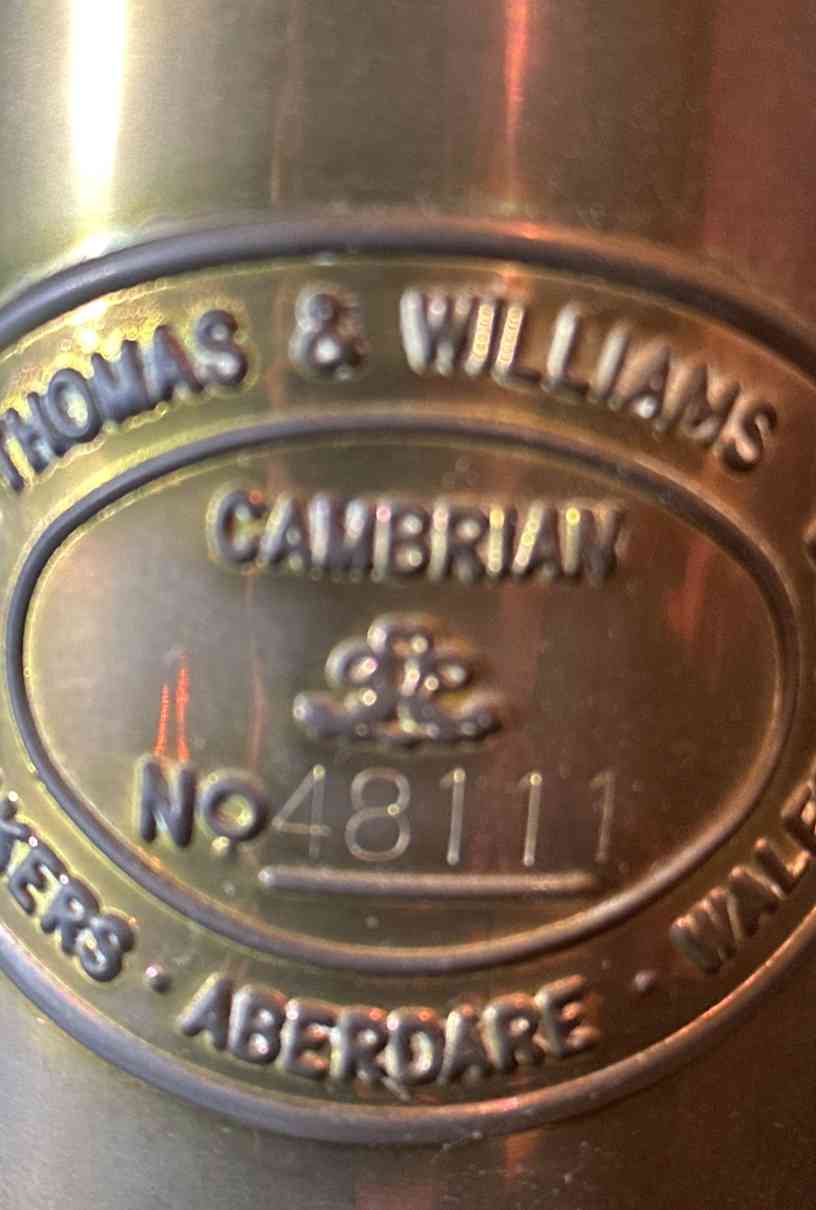 THOMAS & WILLIAMS
CAMBRIAN
No 48111
ABERDARE